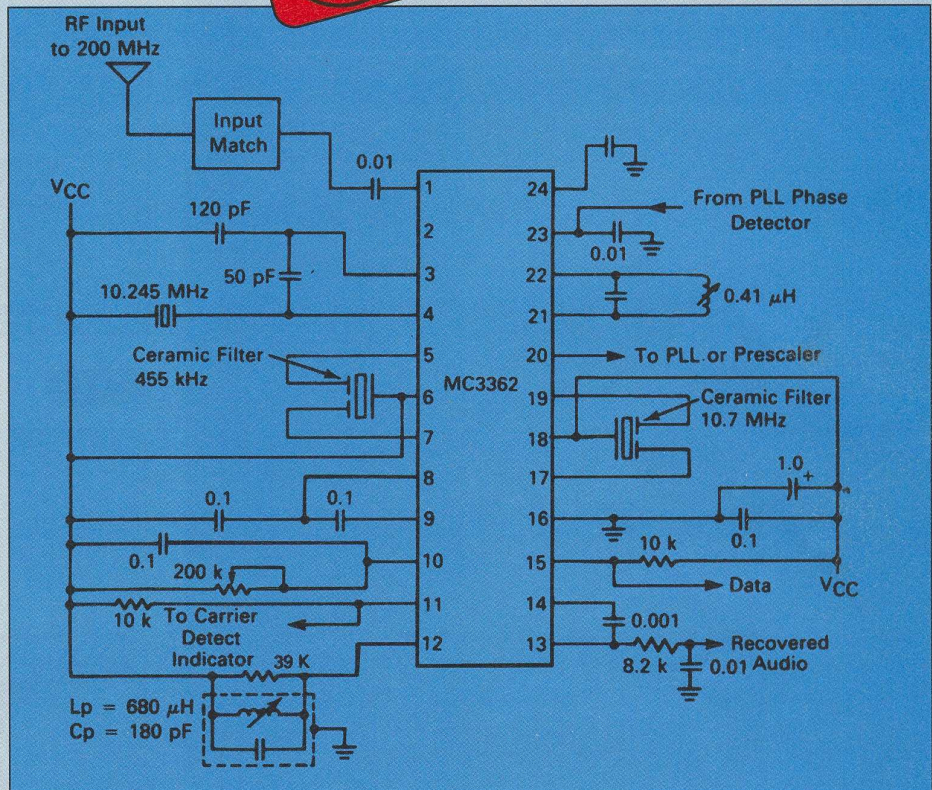 RF Input
to 200 MHz
Input
Match
0.01
VCC
120 pF
50 pF
10.245 MHz
Ceramic Filter
455 kHz
0.1
0.1
0.1
200 k
10 k
To Carrier
Detect
Indicator
39 K
Lp = 680 μH
Cp = 180 pF
1
2
3
4
5
6
7
8
9
10
11
12
MC3362
24
23
22
21
20
19
18
17
16
15
14
13
From PLL Phase
Detector
0.01
0.41 μH
To PLL or Prescaler
Ceramic Filter
10.7 MHz
1.0
+
0.1
10 k
Data
VCC
0.001
8.2 k
0.01
Recovered
Audio